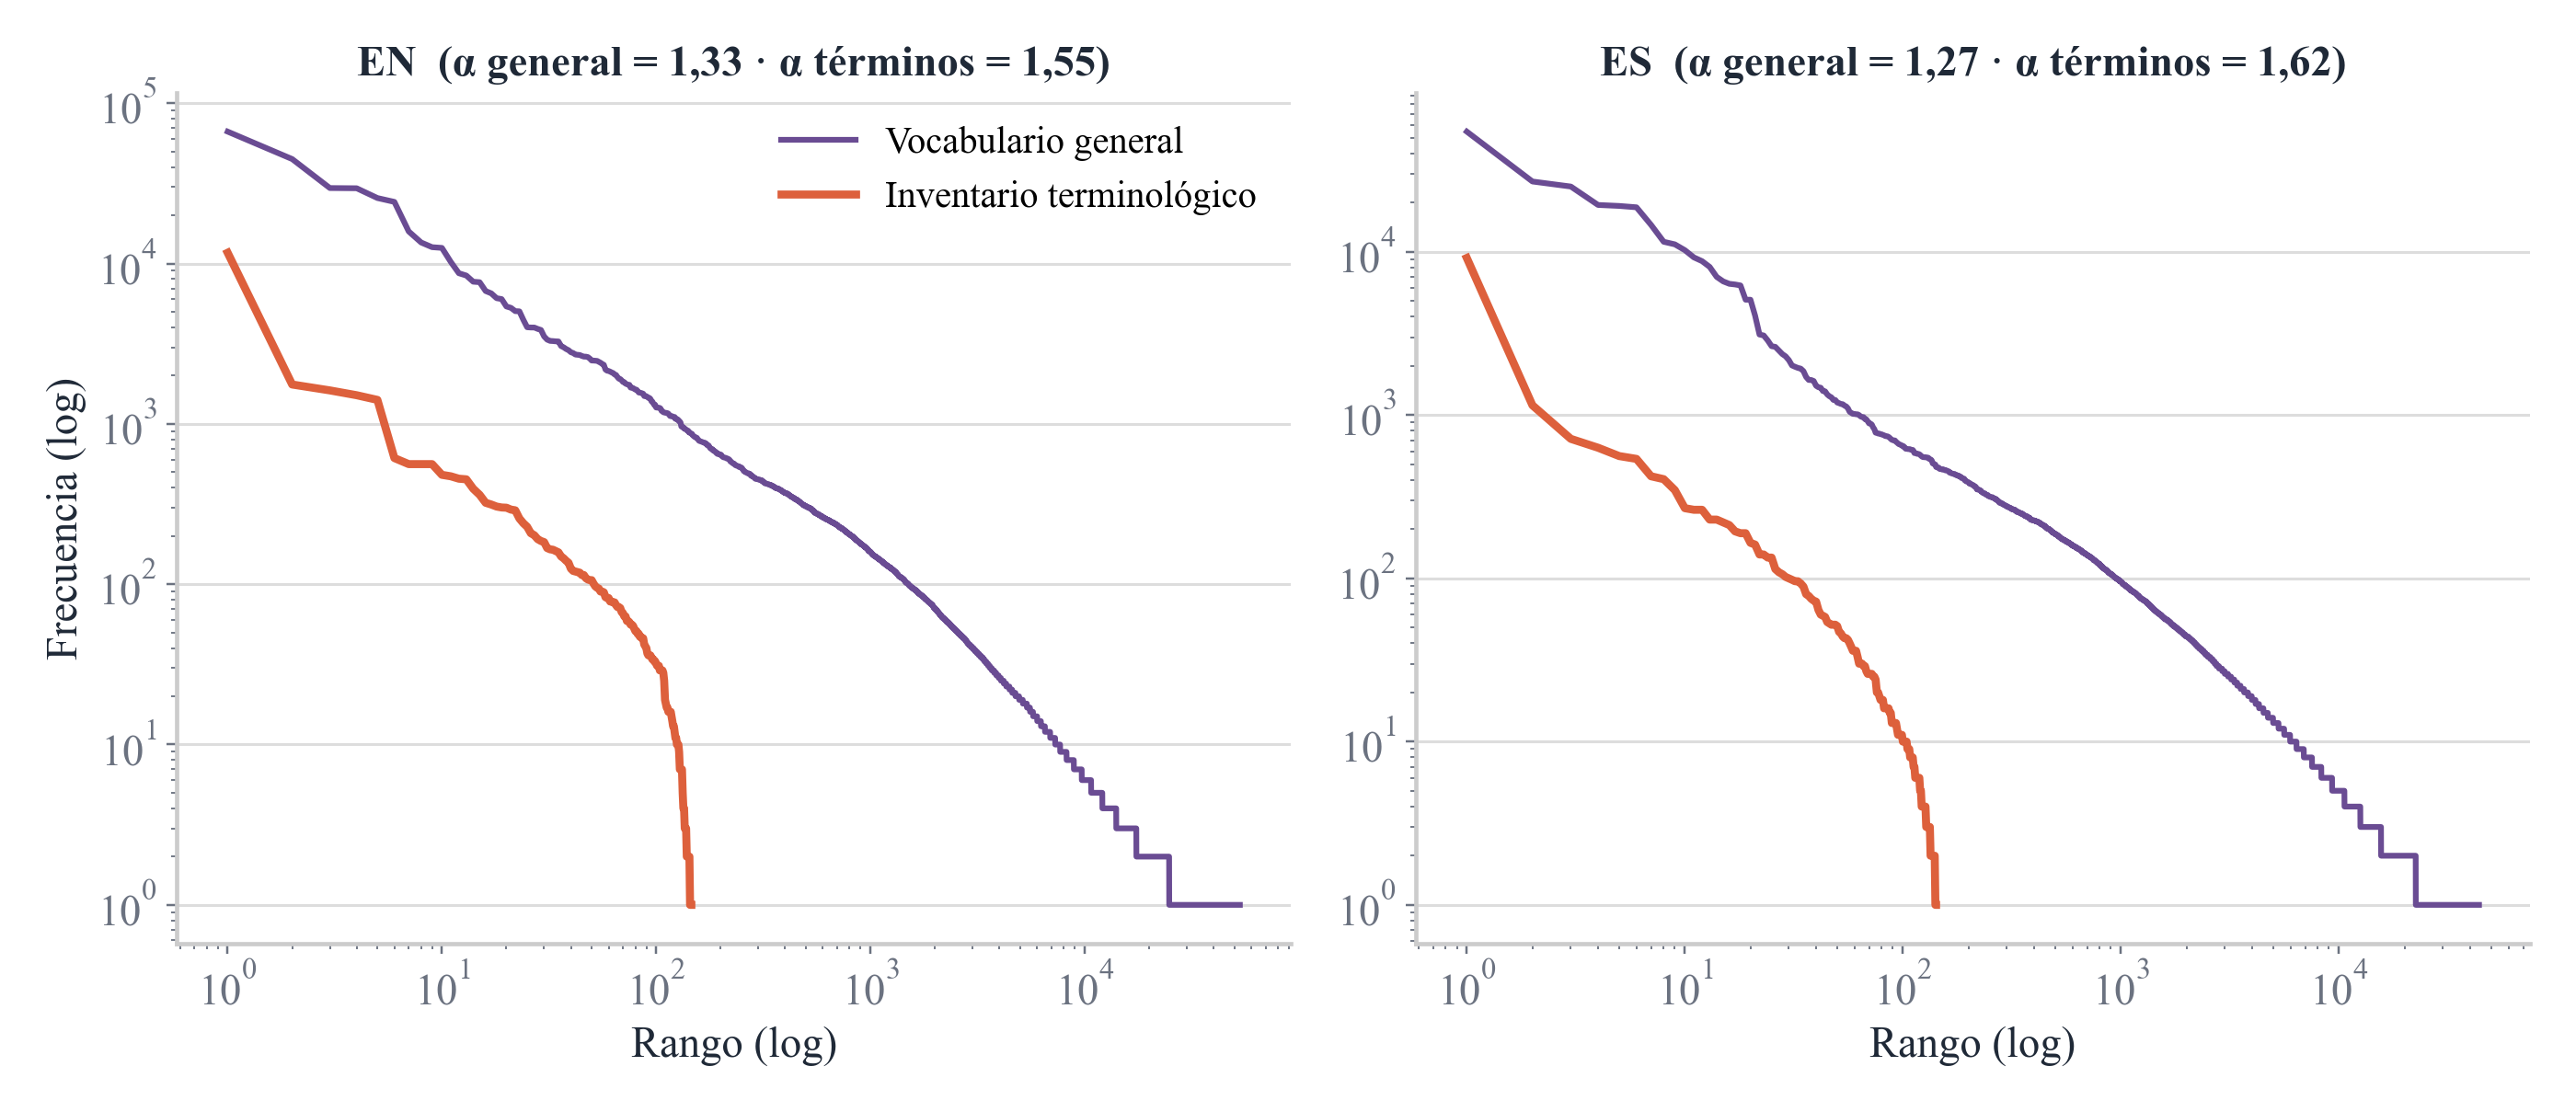 EN (α general = 1,33 · α términos = 1,55)
Vocabulario general
Inventario terminológico
Frecuencia (log)
10^5
10^4
10^3
10^2
10^1
10^0
10^0 10^1 10^2 10^3 10^4
Rango (log)
ES (α general = 1,27 · α términos = 1,62)
10^4
10^3
10^2
10^1
10^0
10^0 10^1 10^2 10^3 10^4
Rango (log)